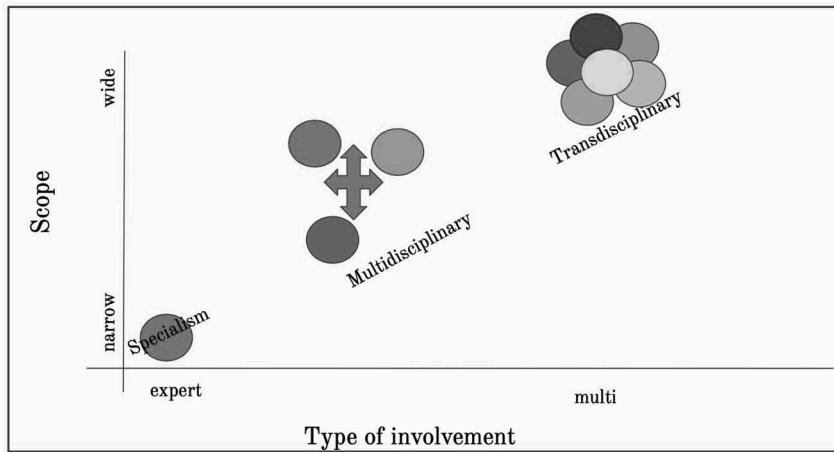 wide
Transdisciplinary
Scope
Multidisciplinary
narrow
Specialism
expert
multi
Type of involvement